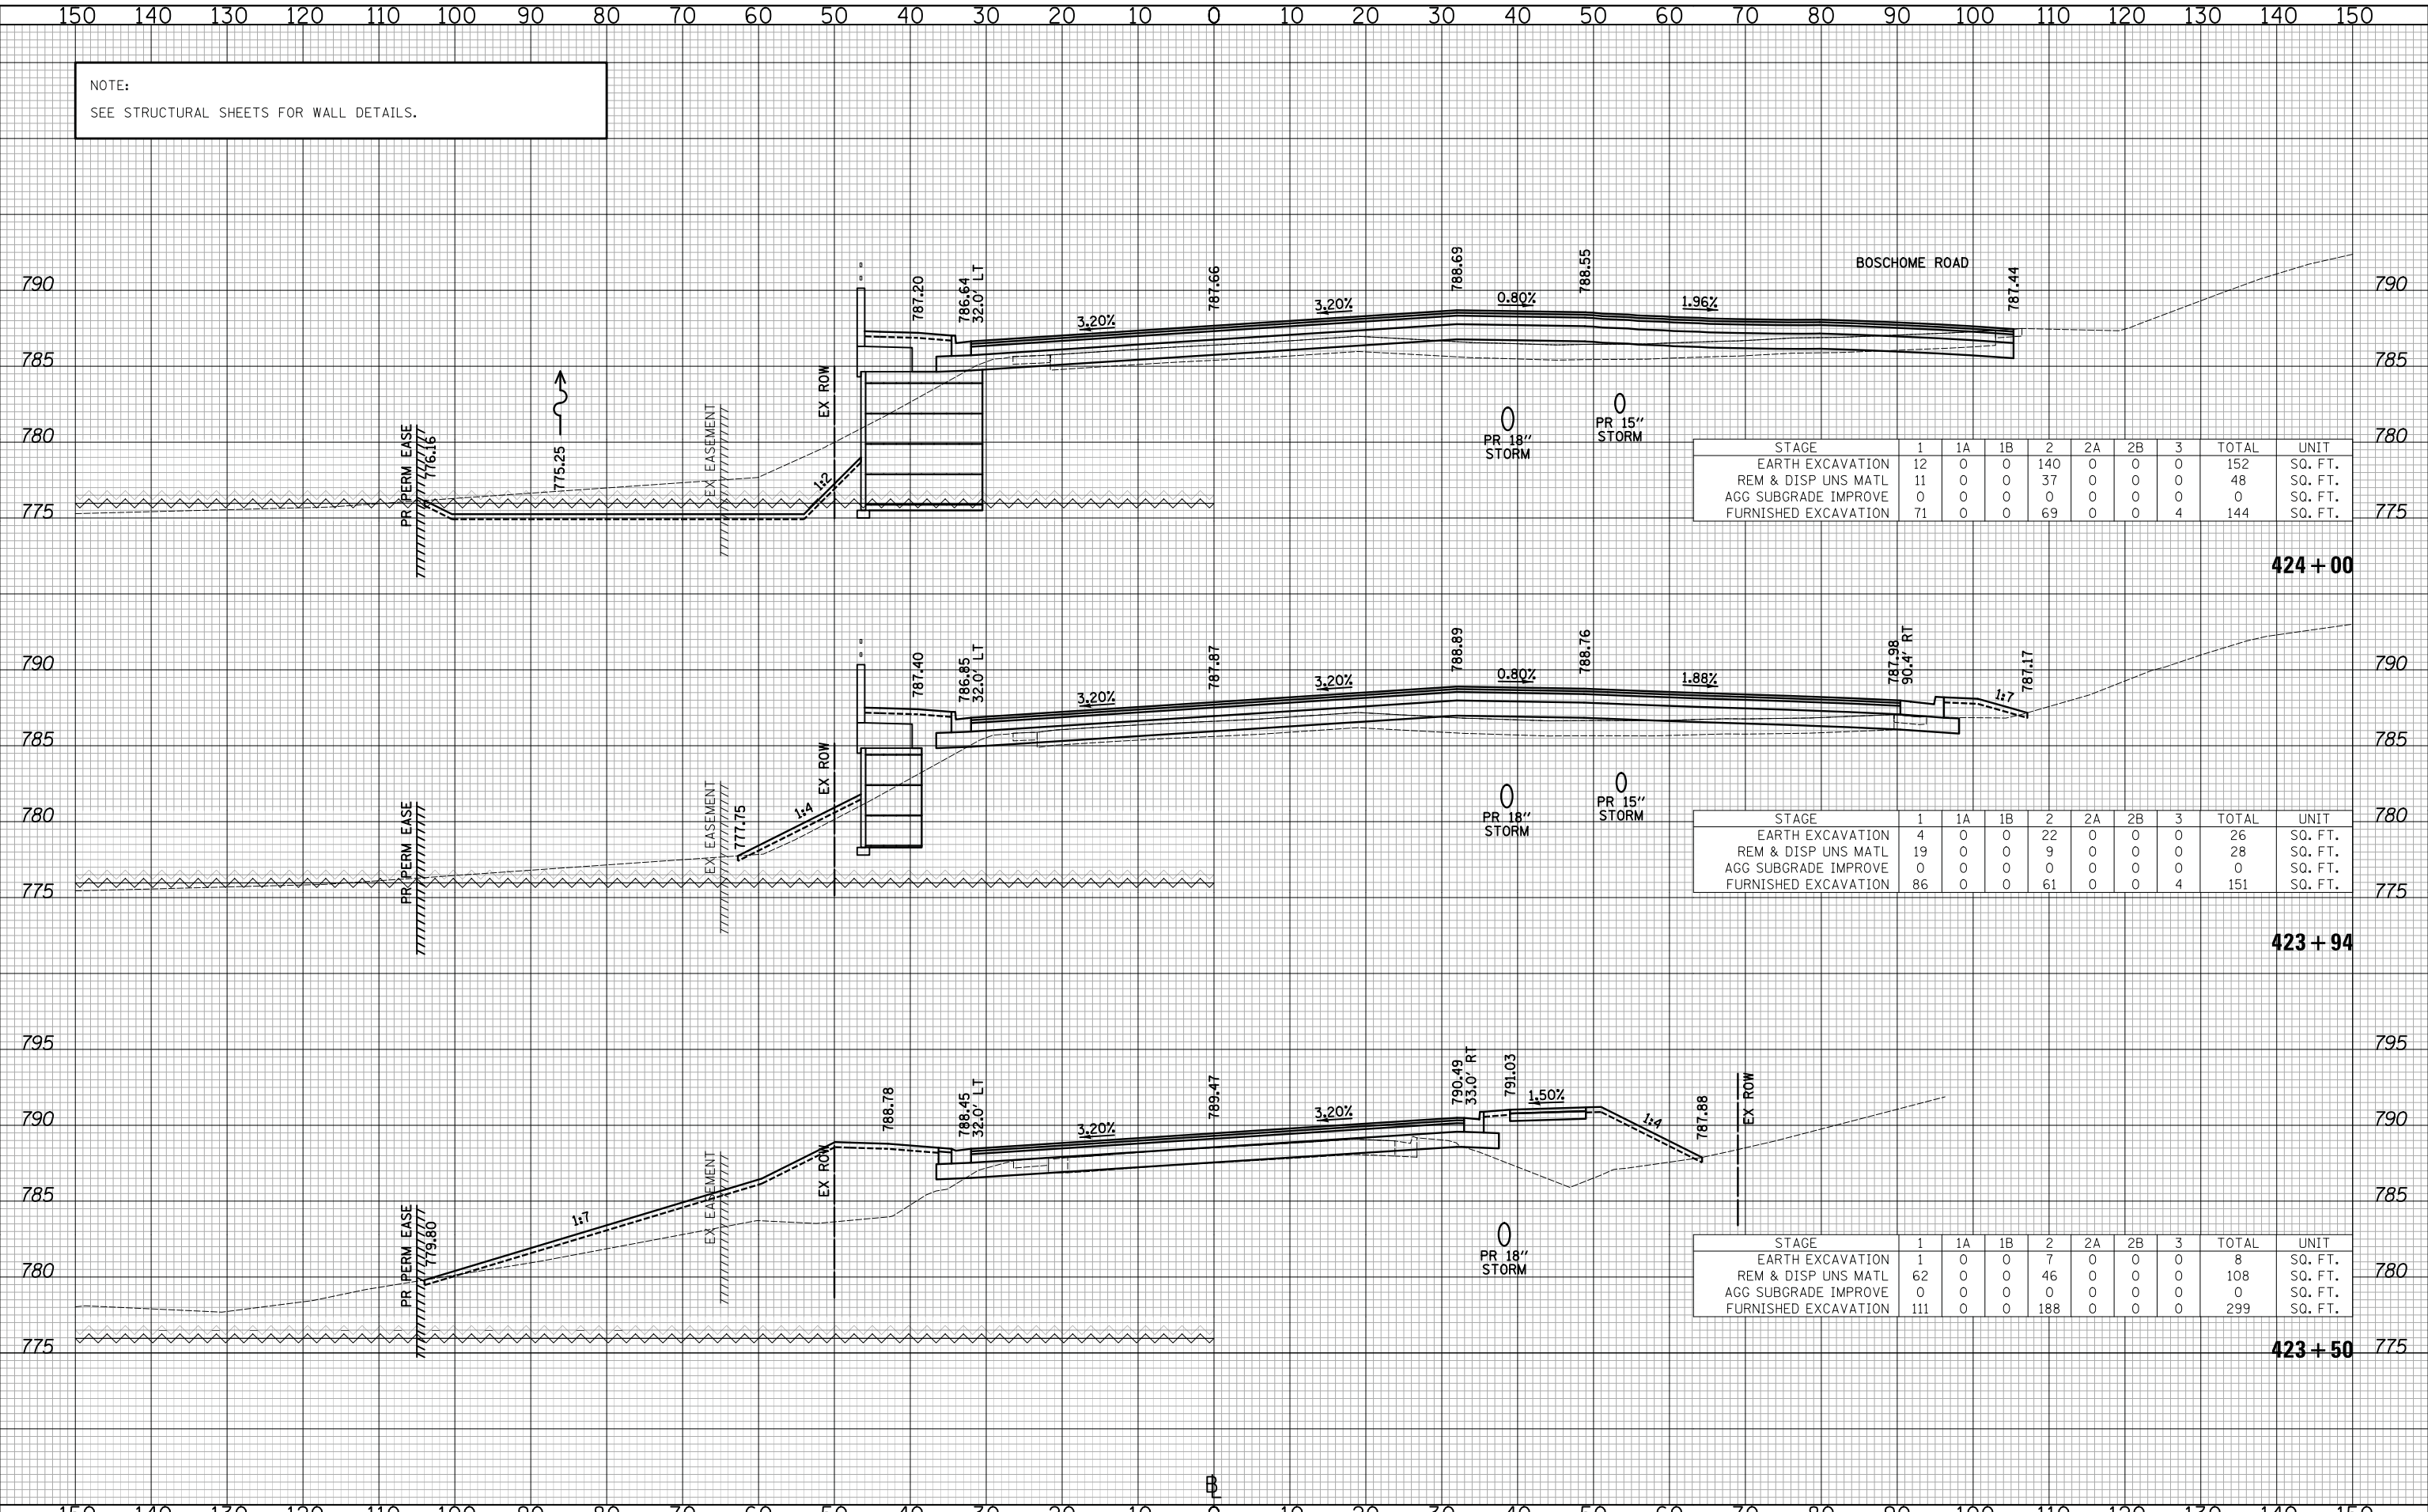 150 140 130 120 110 100 90 80 70 60 50 40 30 20 10 0 10 20 30 40 50 60 70 80 90 100 110 120 130 140 150
NOTE:
SEE STRUCTURAL SHEETS FOR WALL DETAILS.
790
785
780
775
PR PERM EASE
776.16
775.25
EX EASEMENT
1:2
EX ROW
787.20
786.64
32.0' LT
3.20%
787.66
3.20%
788.69
0.80%
788.55
1.96%
BOSCHOME ROAD
787.44
PR 18"
STORM
PR 15"
STORM
790
785
780
775
STAGE 1 1A 1B 2 2A 2B 3 TOTAL UNIT
EARTH EXCAVATION 12 0 0 140 0 0 0 152 SQ. FT.
REM & DISP UNS MATL 11 0 0 37 0 0 0 48 SQ. FT.
AGG SUBGRADE IMPROVE 0 0 0 0 0 0 0 0 SQ. FT.
FURNISHED EXCAVATION 71 0 0 69 0 0 4 144 SQ. FT.
424+00
790
785
780
775
PR PERM EASE
EX EASEMENT
777.75
1:4
EX ROW
787.40
786.85
32.0' LT
3.20%
787.87
3.20%
788.89
0.80%
788.76
1.88%
787.98
90.4' RT
1:7
787.17
PR 18"
STORM
PR 15"
STORM
790
785
780
775
STAGE 1 1A 1B 2 2A 2B 3 TOTAL UNIT
EARTH EXCAVATION 4 0 0 22 0 0 0 26 SQ. FT.
REM & DISP UNS MATL 19 0 0 9 0 0 0 28 SQ. FT.
AGG SUBGRADE IMPROVE 0 0 0 0 0 0 0 0 SQ. FT.
FURNISHED EXCAVATION 86 0 0 61 0 0 4 151 SQ. FT.
423+94
795
790
785
780
775
PR PERM EASE
779.80
1:7
EX EASEMENT
EX ROW
788.78
788.45
32.0' LT
3.20%
789.47
3.20%
790.49
33.0' RT
791.03
1.50%
1:4
787.88
EX ROW
PR 18"
STORM
795
790
785
780
775
STAGE 1 1A 1B 2 2A 2B 3 TOTAL UNIT
EARTH EXCAVATION 1 0 0 7 0 0 0 8 SQ. FT.
REM & DISP UNS MATL 62 0 0 46 0 0 0 108 SQ. FT.
AGG SUBGRADE IMPROVE 0 0 0 0 0 0 0 0 SQ. FT.
FURNISHED EXCAVATION 111 0 0 188 0 0 0 299 SQ. FT.
423+50
150 140 130 120 110 100 90 80 70 60 50 40 30 20 10 0 10 20 30 40 50 60 70 80 90 100 110 120 130 140 150